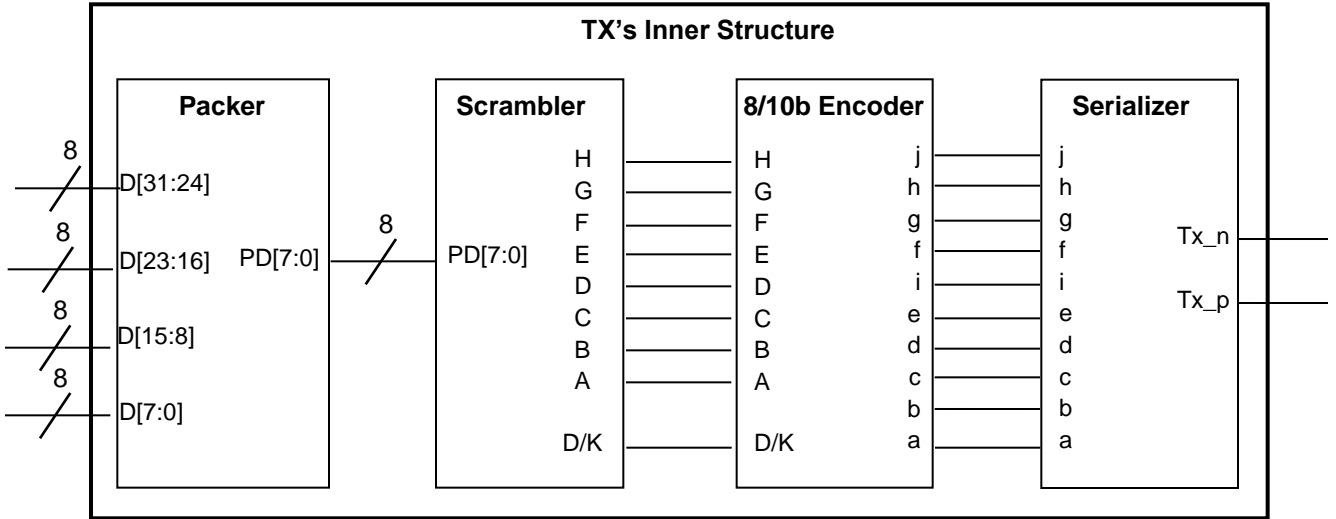 TX's Inner Structure
Packer
8
D[31:24]
8
D[23:16]
8
D[15:8]
8
D[7:0]
PD[7:0]
8
Scrambler
PD[7:0]
H
G
F
E
D
C
B
A
D/K
8/10b Encoder
H
G
F
E
D
C
B
A
D/K
j
h
g
f
i
e
d
c
b
a
Serializer
j
h
g
f
i
e
d
c
b
a
Tx_n
Tx_p